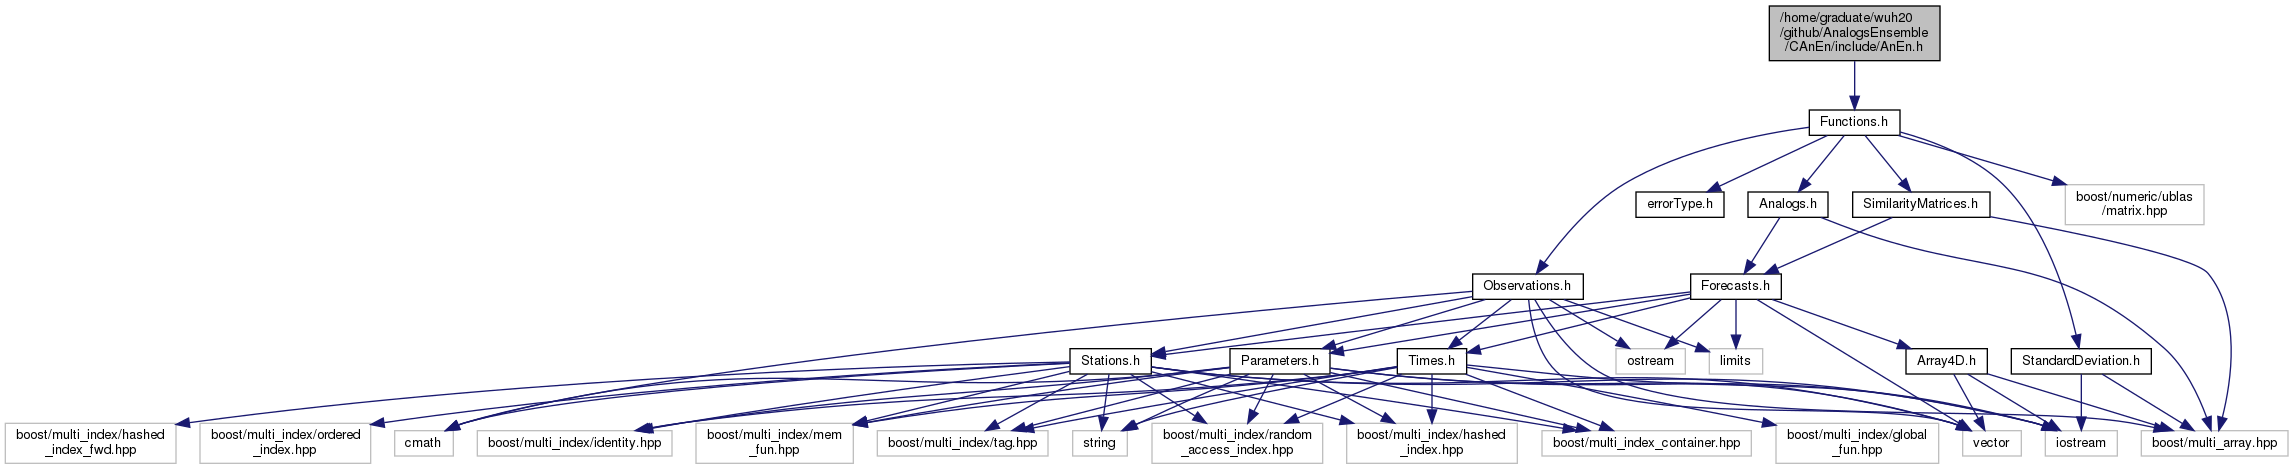 /home/graduate/wuh20
/github/AnalogsEnsemble
/CAnEn/include/AnEn.h
Functions.h
errorType.h
Analogs.h
SimilarityMatrices.h
boost/numeric/ublas
/matrix.hpp
Observations.h
Forecasts.h
Stations.h
Parameters.h
Times.h
ostream
limits
Array4D.h
StandardDeviation.h
boost/multi_index/hashed
_index_fwd.hpp
boost/multi_index/ordered
_index.hpp
cmath
boost/multi_index/identity.hpp
boost/multi_index/mem
_fun.hpp
boost/multi_index/tag.hpp
string
boost/multi_index/random
_access_index.hpp
boost/multi_index/hashed
_index.hpp
boost/multi_index_container.hpp
boost/multi_index/global
_fun.hpp
vector
iostream
boost/multi_array.hpp